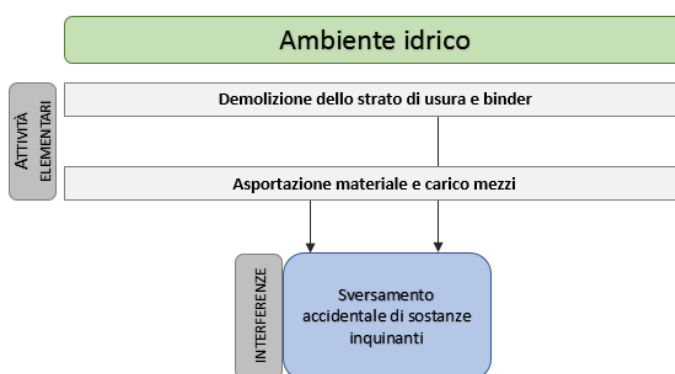 Ambiente idrico
ATTIVITÀ
ELEMENTARI
Demolizione dello strato di usura e binder
Asportazione materiale e carico mezzi
INTERFERENZE
Sversamento
accidentale di sostanze
inquinanti